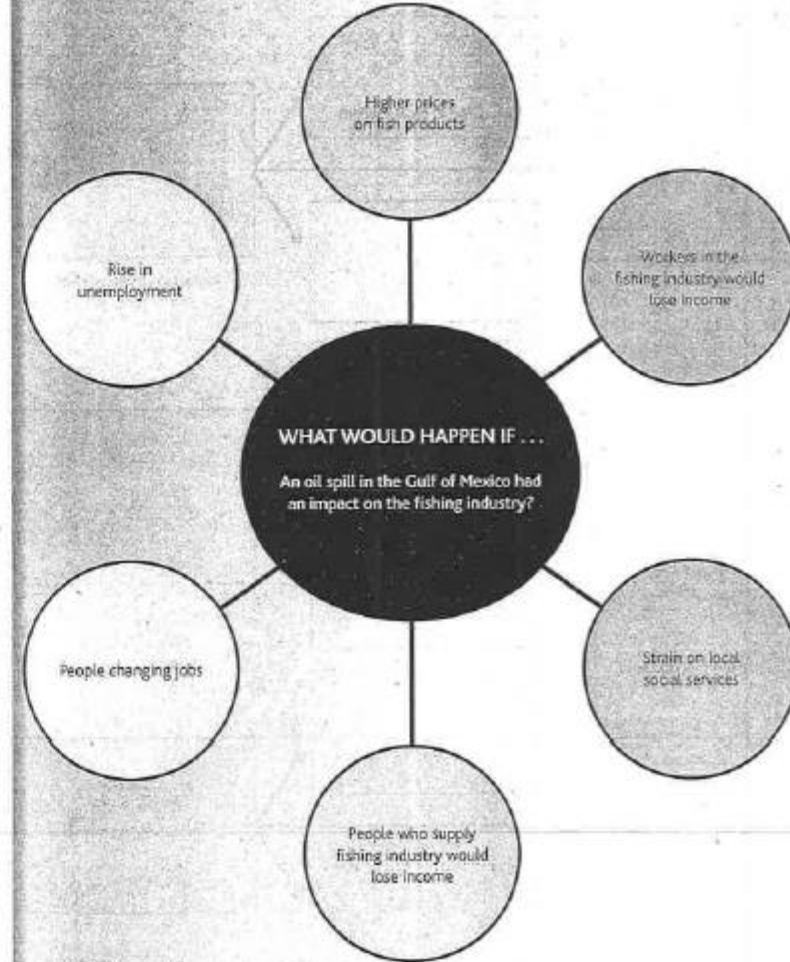 Higher prices
on fish products
Workers in the
fishing industry would
lose income
Rise in
unemployment
WHAT WOULD HAPPEN IF . . .
An oil spill in the Gulf of Mexico had
an impact on the fishing industry?
People changing jobs
Strain on local
social services
People who supply
fishing industry would
lose income